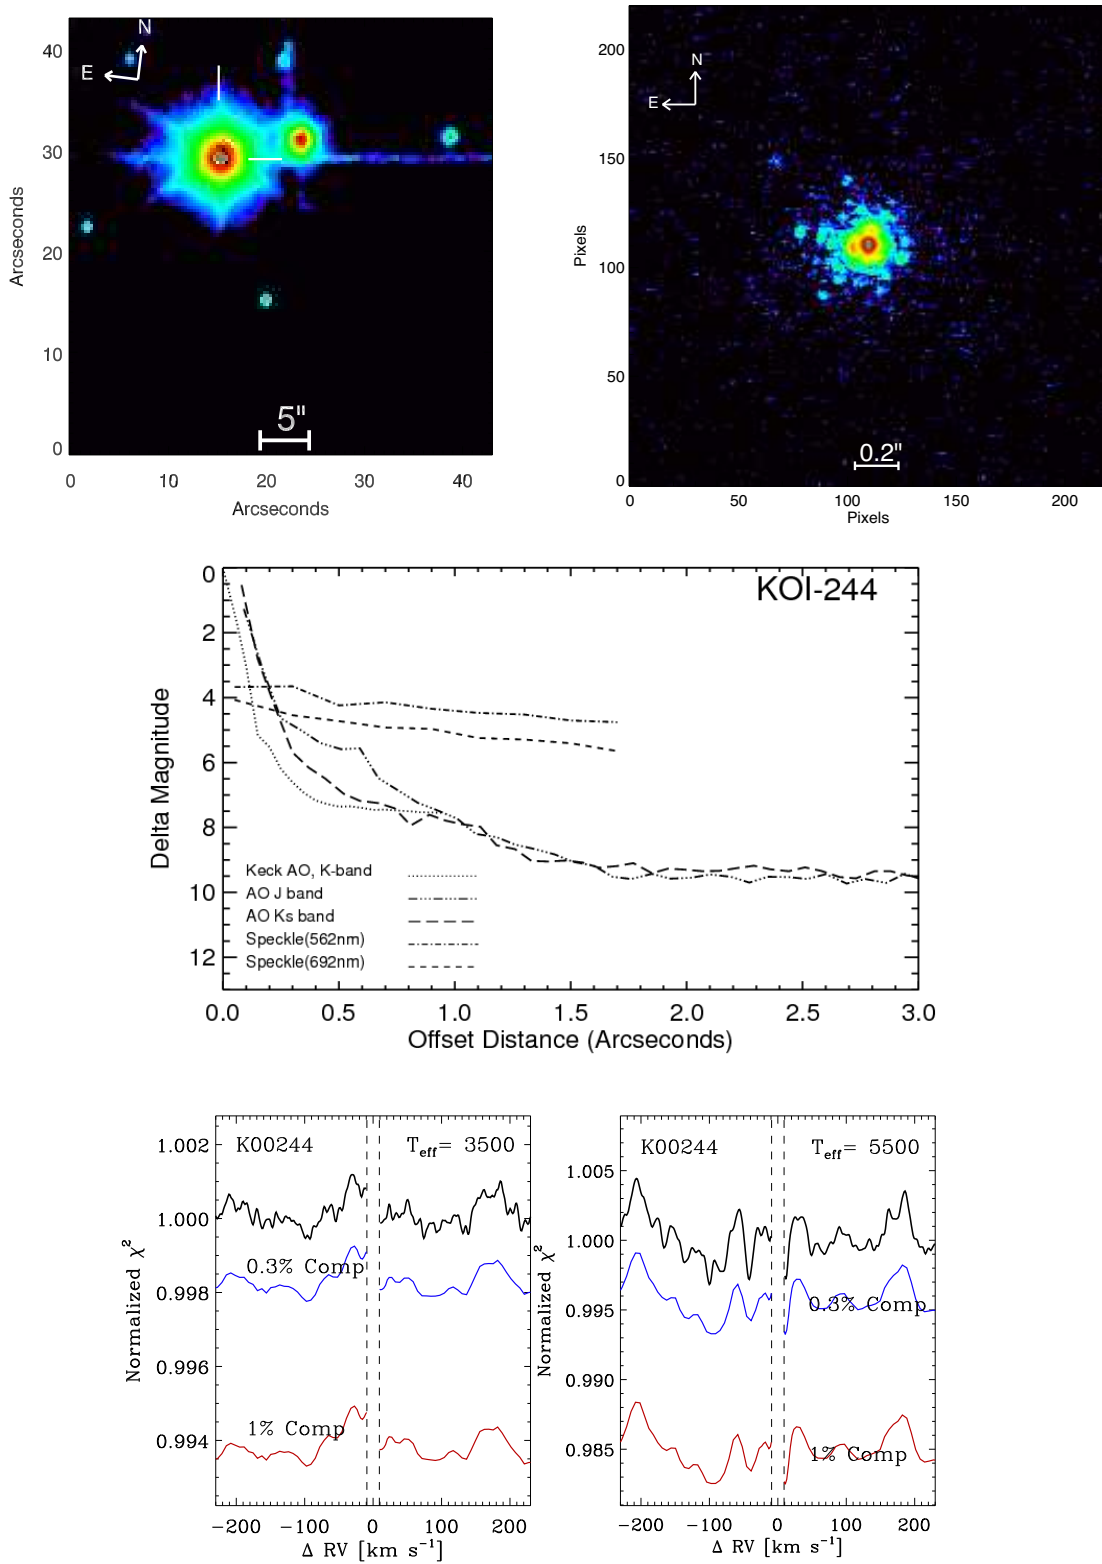 N
E
40
30
20
10
0
Arcseconds
5"
0 10 20 30 40
Arcseconds
N
E
200
150
100
50
0
Pixels
0.2"
0 50 100 150 200
Pixels
KOI-244
0
2
4
6
8
10
12
Delta Magnitude
Keck AO, K-band
AO J band
AO Ks band
Speckle(562nm)
Speckle(692nm)
0.0 0.5 1.0 1.5 2.0 2.5 3.0
Offset Distance (Arcseconds)
K00244 Teff= 3500
1.002
1.000
0.998
0.996
0.994
Normalized χ²
0.3% Comp
1% Comp
−200 −100 0 100 200
Δ RV [km s⁻¹]
K00244 Teff= 5500
1.005
1.000
0.995
0.990
0.985
Normalized χ²
0.3% Comp
1% Comp
−200 −100 0 100 200
Δ RV [km s⁻¹]